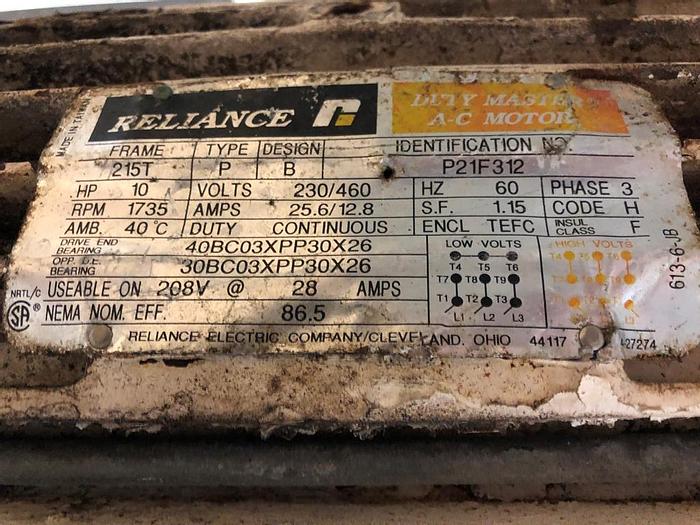 MADE IN TAIWAN
RELIANCE
DUTY MASTER
A-C MOTOR
FRAME TYPE DESIGN IDENTIFICATION NO.
215T P B P21F312
HP 10 VOLTS 230/460 HZ 60 PHASE 3
RPM 1735 AMPS 25.6/12.8 S.F. 1.15 CODE H
AMB. 40°C DUTY CONTINUOUS ENCL TEFC INSUL CLASS F
DRIVE END BEARING 40BC03XPP30X26
OPP. D.E. BEARING 30BC03XPP30X26
USEABLE ON 208V @ 28 AMPS
NRTL/C
SA ®
NEMA NOM. EFF. 86.5
LOW VOLTS
T4 T5 T6
T7 T8 T9
T1 T2 T3
L1 L2 L3
HIGH VOLTS
613-6-JB
RELIANCE ELECTRIC COMPANY/CLEVELAND, OHIO 44117